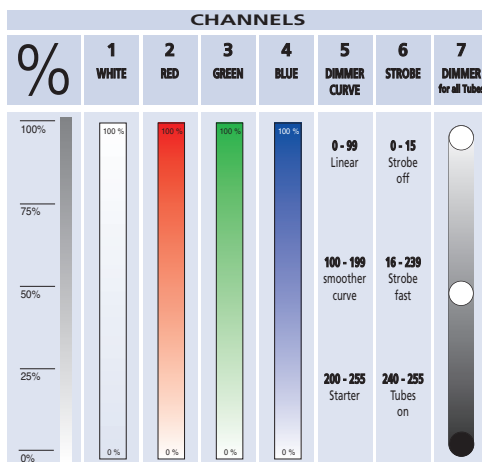 CHANNELS
%
1
WHITE
2
RED
3
GREEN
4
BLUE
5
DIMMER
CURVE
6
STROBE
7
DIMMER
for all Tubes
100%
75%
50%
25%
0%
100 %
0 %
100 %
0 %
100 %
0 %
100 %
0 %
0 - 99
Linear
100 - 199
smoother
curve
200 - 255
Starter
0 - 15
Strobe
off
16 - 239
Strobe
fast
240 - 255
Tubes
on